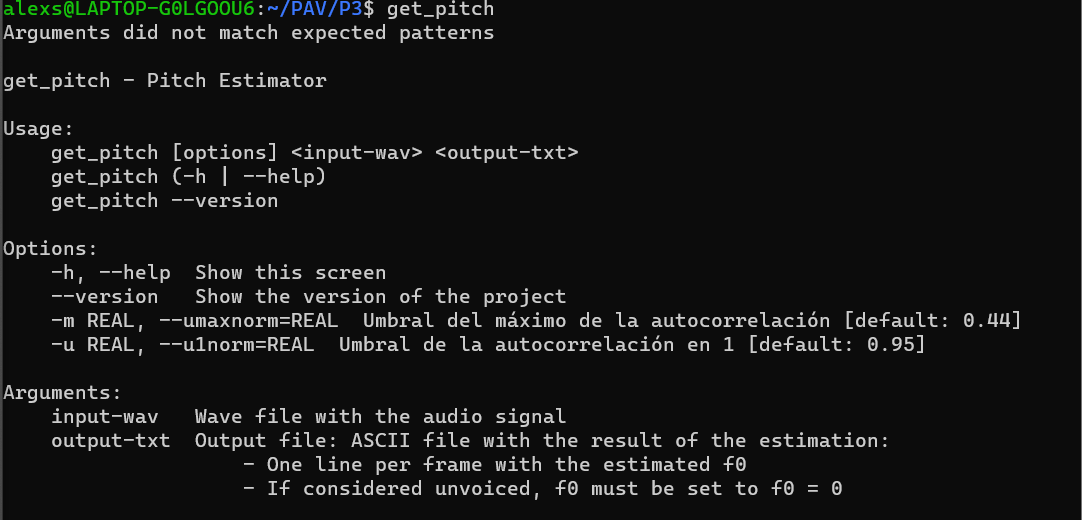 alexs@LAPTOP-G0LGOOU6:~/PAV/P3$ get_pitch
Arguments did not match expected patterns
get_pitch - Pitch Estimator
Usage:
    get_pitch [options] <input-wav> <output-txt>
    get_pitch (-h | --help)
    get_pitch --version
Options:
    -h, --help  Show this screen
    --version   Show the version of the project
    -m REAL, --umaxnorm=REAL  Umbral del máximo de la autocorrelación [default: 0.44]
    -u REAL, --u1norm=REAL  Umbral de la autocorrelación en 1 [default: 0.95]
Arguments:
    input-wav   Wave file with the audio signal
    output-txt  Output file: ASCII file with the result of the estimation:
                    - One line per frame with the estimated f0
                    - If considered unvoiced, f0 must be set to f0 = 0